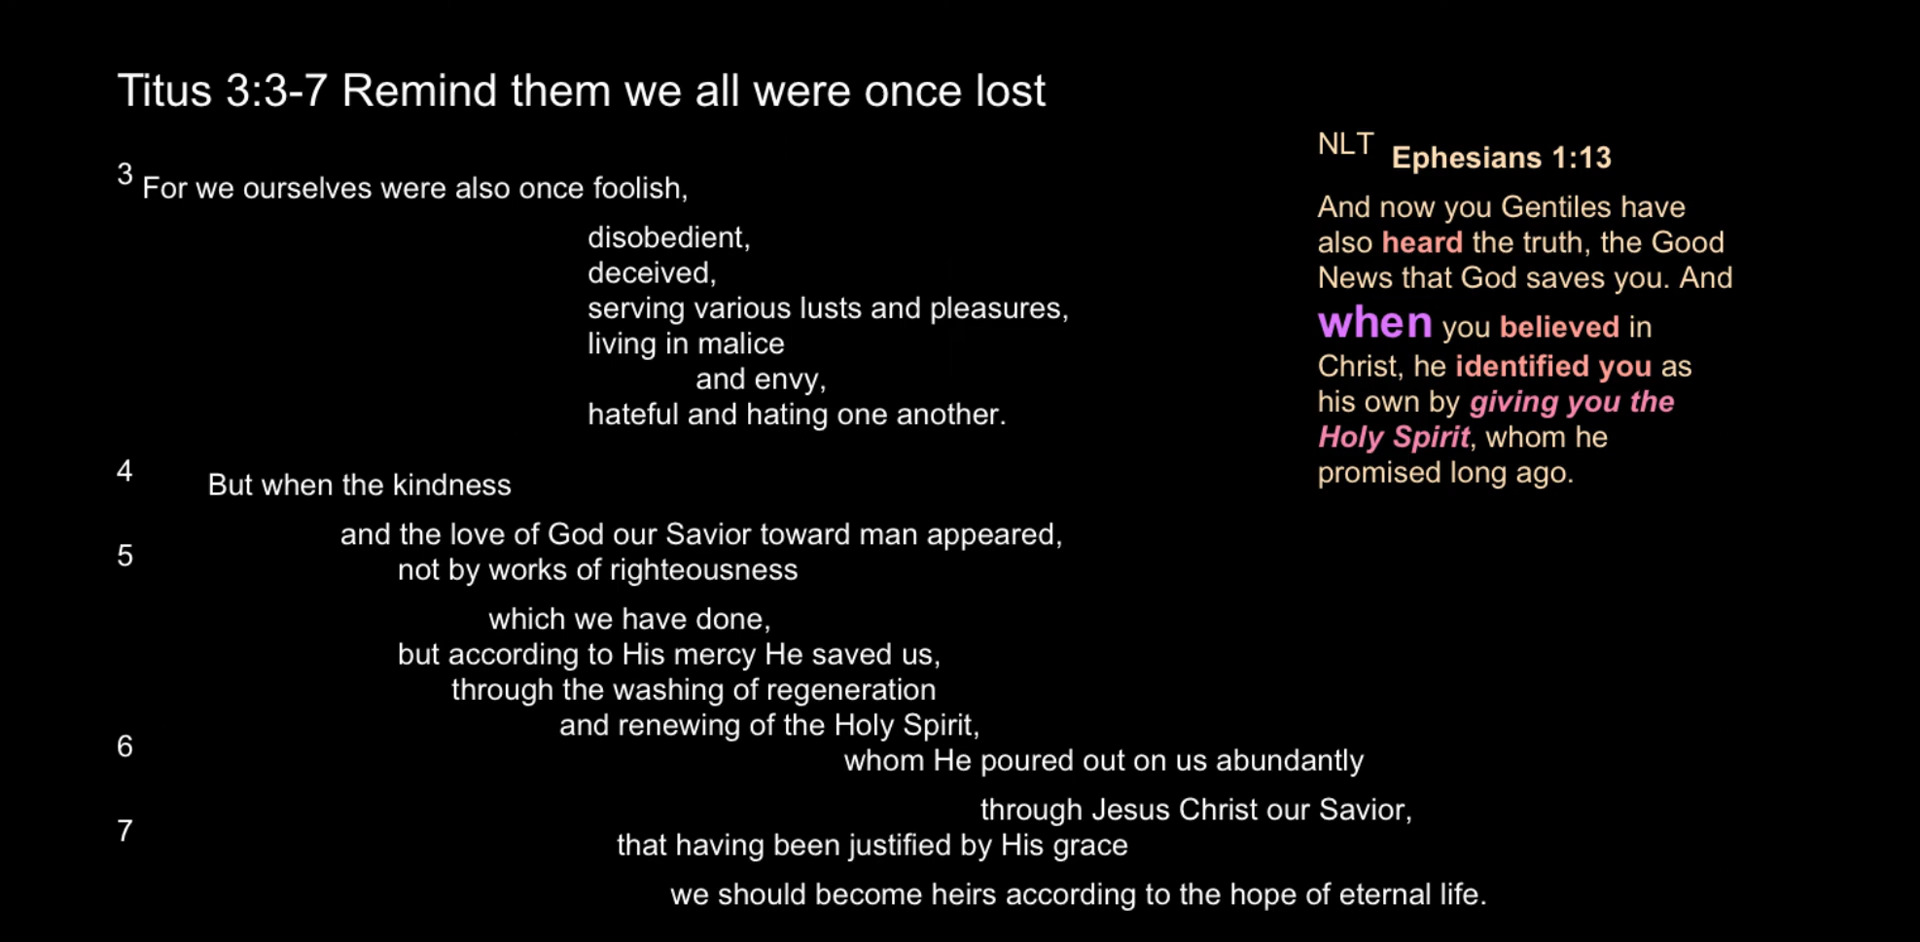 Titus 3:3-7 Remind them we all were once lost
3 For we ourselves were also once foolish,
disobedient,
deceived,
serving various lusts and pleasures,
living in malice
and envy,
hateful and hating one another.
4 But when the kindness
and the love of God our Savior toward man appeared,
5 not by works of righteousness
which we have done,
but according to His mercy He saved us,
through the washing of regeneration
and renewing of the Holy Spirit,
6 whom He poured out on us abundantly
through Jesus Christ our Savior,
7 that having been justified by His grace
we should become heirs according to the hope of eternal life.
NLT Ephesians 1:13
And now you Gentiles have
also heard the truth, the Good
News that God saves you. And
when you believed in
Christ, he identified you as
his own by giving you the
Holy Spirit, whom he
promised long ago.